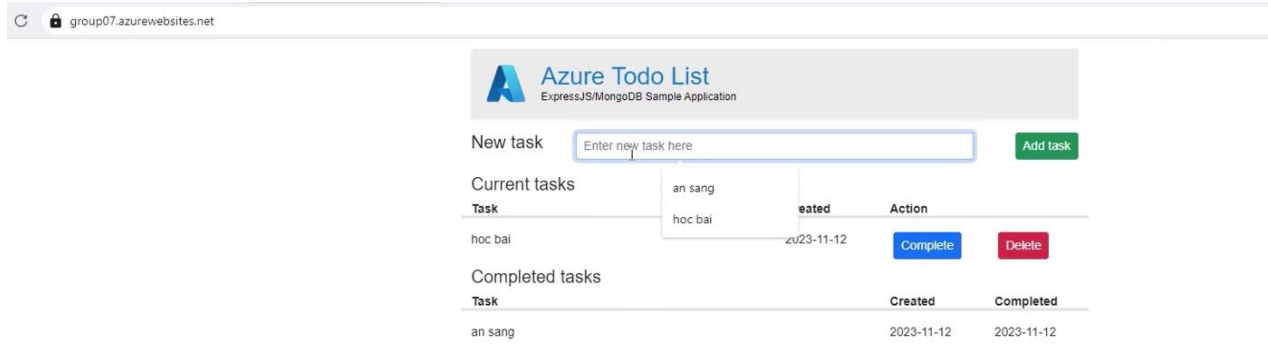 group07.azurewebsites.net
Azure Todo List
ExpressJS/MongoDB Sample Application
New task Enter new task here Add task
an sang
hoc bai
Current tasks
Task eated Action
hoc bai 2023-11-12 Complete Delete
Completed tasks
Task Created Completed
an sang 2023-11-12 2023-11-12